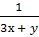 1
3x + y